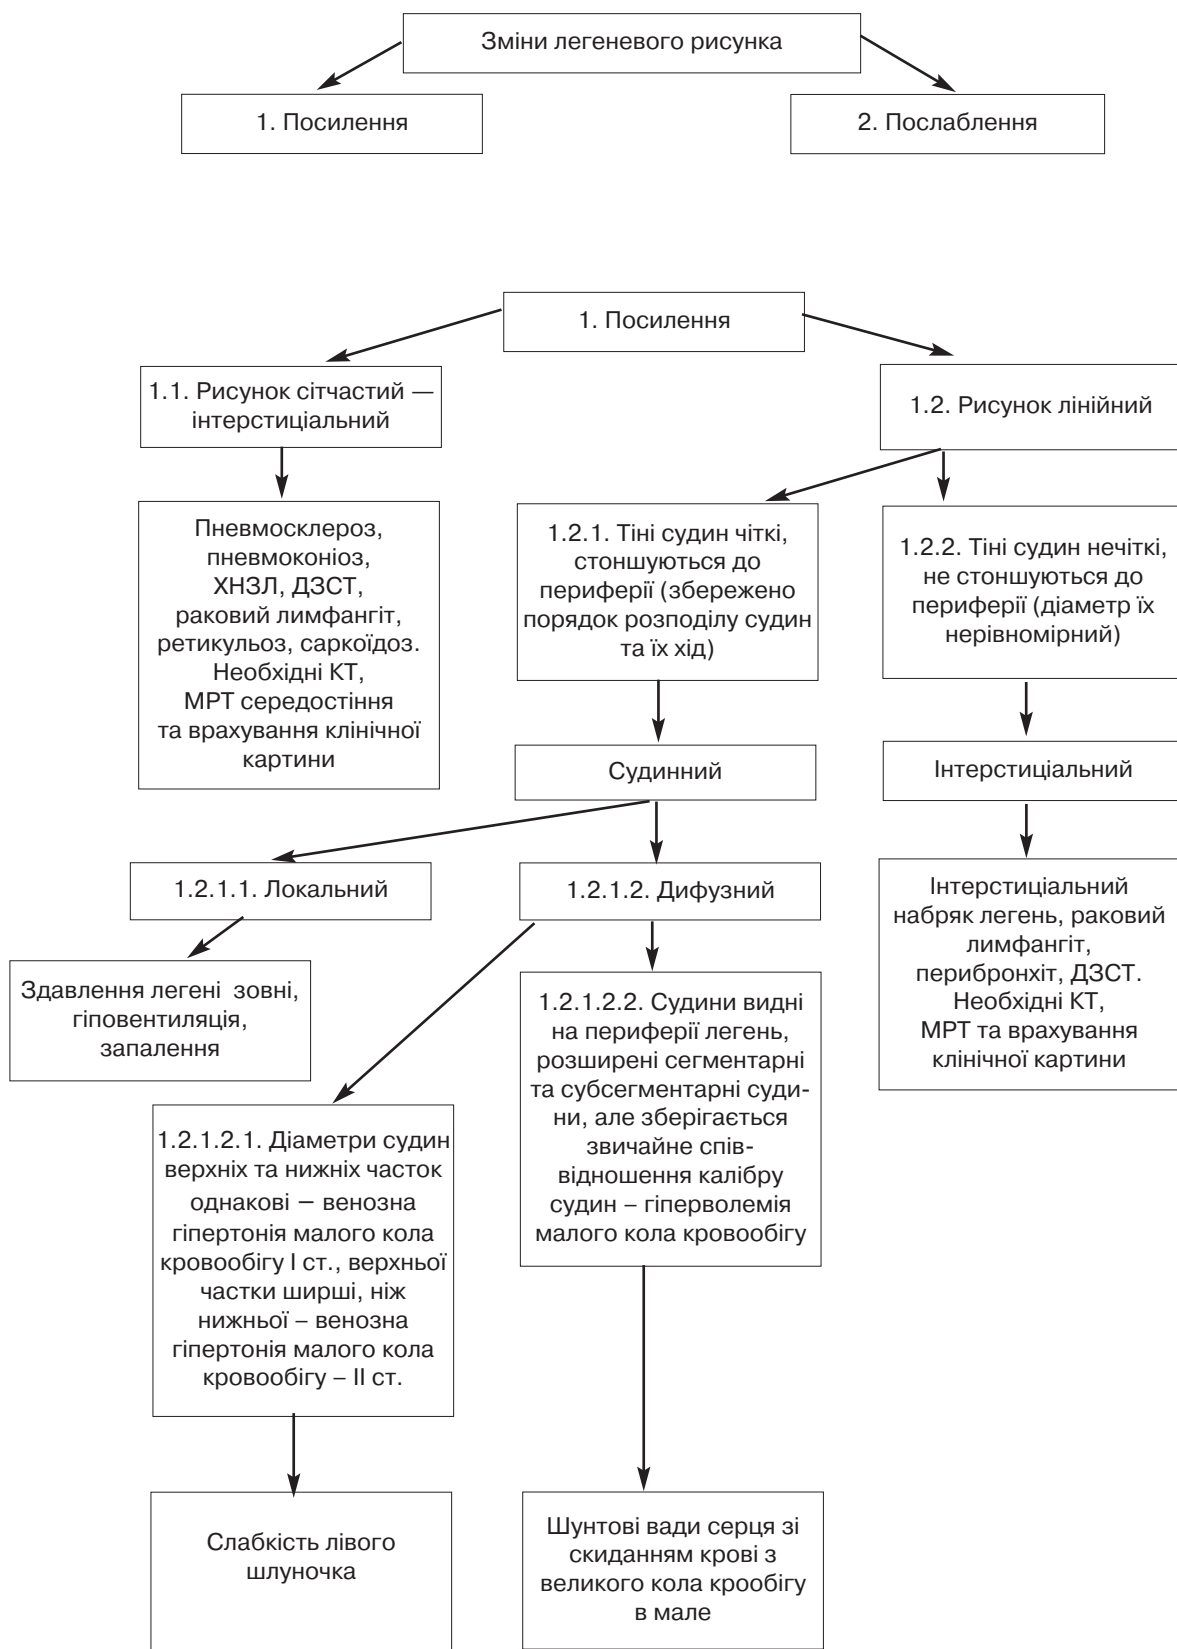 Зміни легеневого рисунка
1. Посилення
2. Послаблення
1. Посилення
1.1. Рисунок сітчастий —
інтерстиціальний
1.2. Рисунок лінійний
Пневмосклероз,
пневмоконіоз,
ХНЗЛ, ДЗСТ,
раковий лимфангіт,
ретикульоз, саркоїдоз.
Необхідні КТ,
МРТ середостіння
та врахування клінічної
картини
1.2.1. Тіні судин чіткі,
стоншуються до
периферії (збережено
порядок розподілу судин
та їх хід)
1.2.2. Тіні судин нечіткі,
не стоншуються до
периферії (діаметр їх
нерівномірний)
Судинний
Інтерстиціальний
1.2.1.1. Локальний
1.2.1.2. Дифузний
Інтерстиціальний
набряк легень, раковий
лимфангіт,
перибронхіт, ДЗСТ.
Необхідні КТ,
МРТ та врахування
клінічної картини
Здавлення легені зовні,
гіповентиляція,
запалення
1.2.1.2.2. Судини видні
на периферії легень,
розширені сегментарні
та субсегментарні суди-
ни, але зберігається
звичайне спів-
відношення калібру
судин – гіперволемія
малого кола кровообігу
1.2.1.2.1. Діаметри судин
верхніх та нижніх часток
однакові — венозна
гіпертонія малого кола
кровообігу І ст., верхньої
частки ширші, ніж
нижньої – венозна
гіпертонія малого кола
кровообігу – ІІ ст.
Слабкість лівого
шлуночка
Шунтові вади серця зі
скиданням крові з
великого кола крообігу
в мале